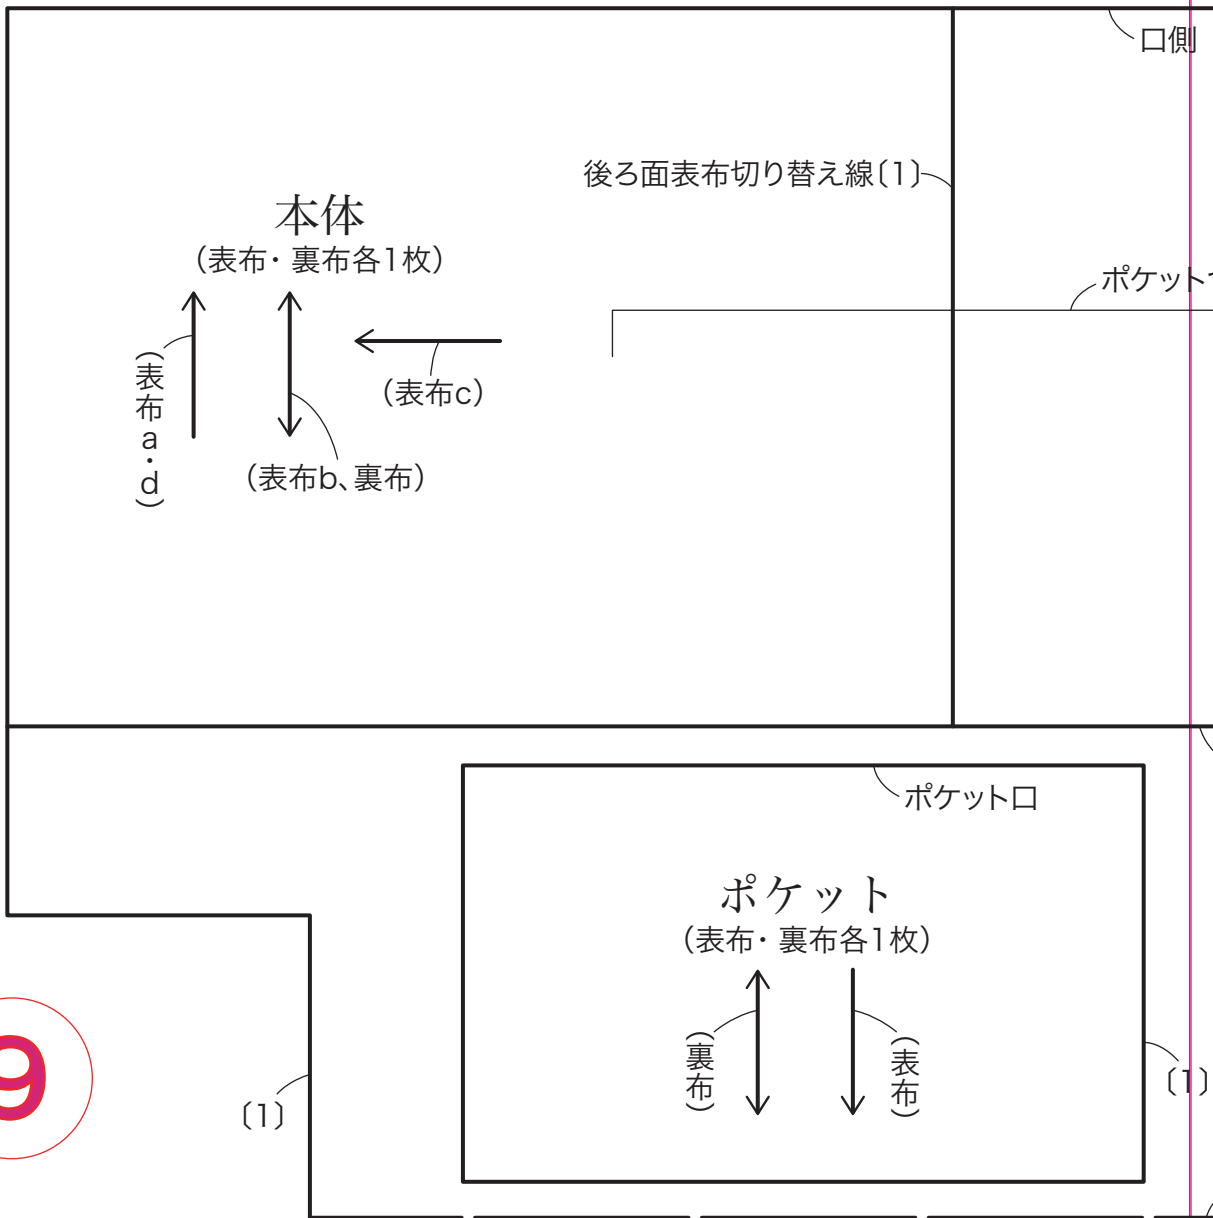 口側
後ろ面表布切り替え線〔1〕
本体
（表布・裏布各1枚）
ポケット
（表布a・d）
（表布c）
（表布b、裏布）
ポケット口
ポケット
（表布・裏布各1枚）
（裏布）
（表布）
〔1〕
〔1〕
9